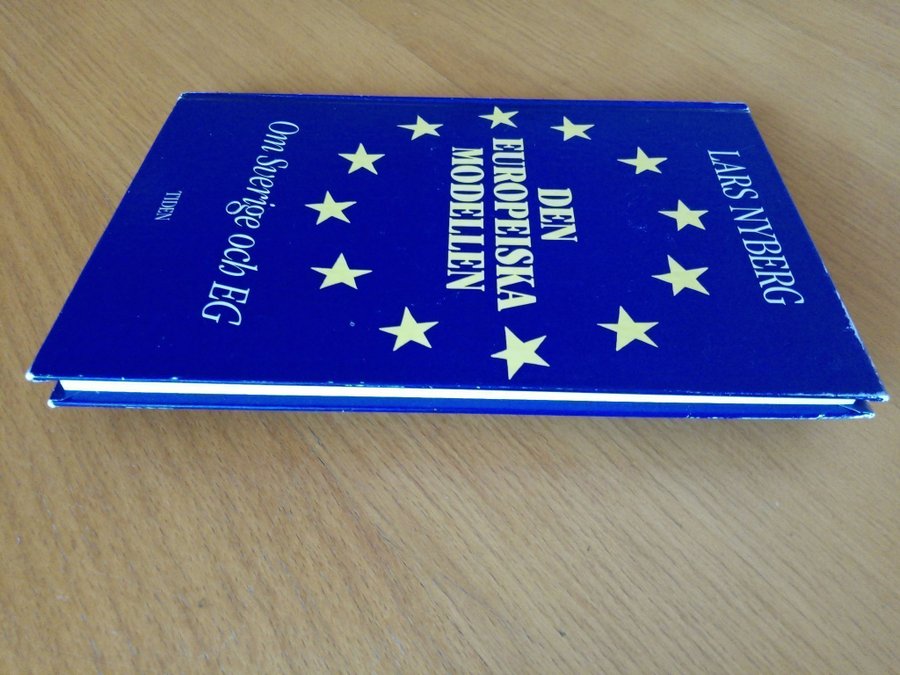 LARS NYBERG
DEN
EUROPEISKA
MODELLEN
Om Sverige och EG
TIDEN